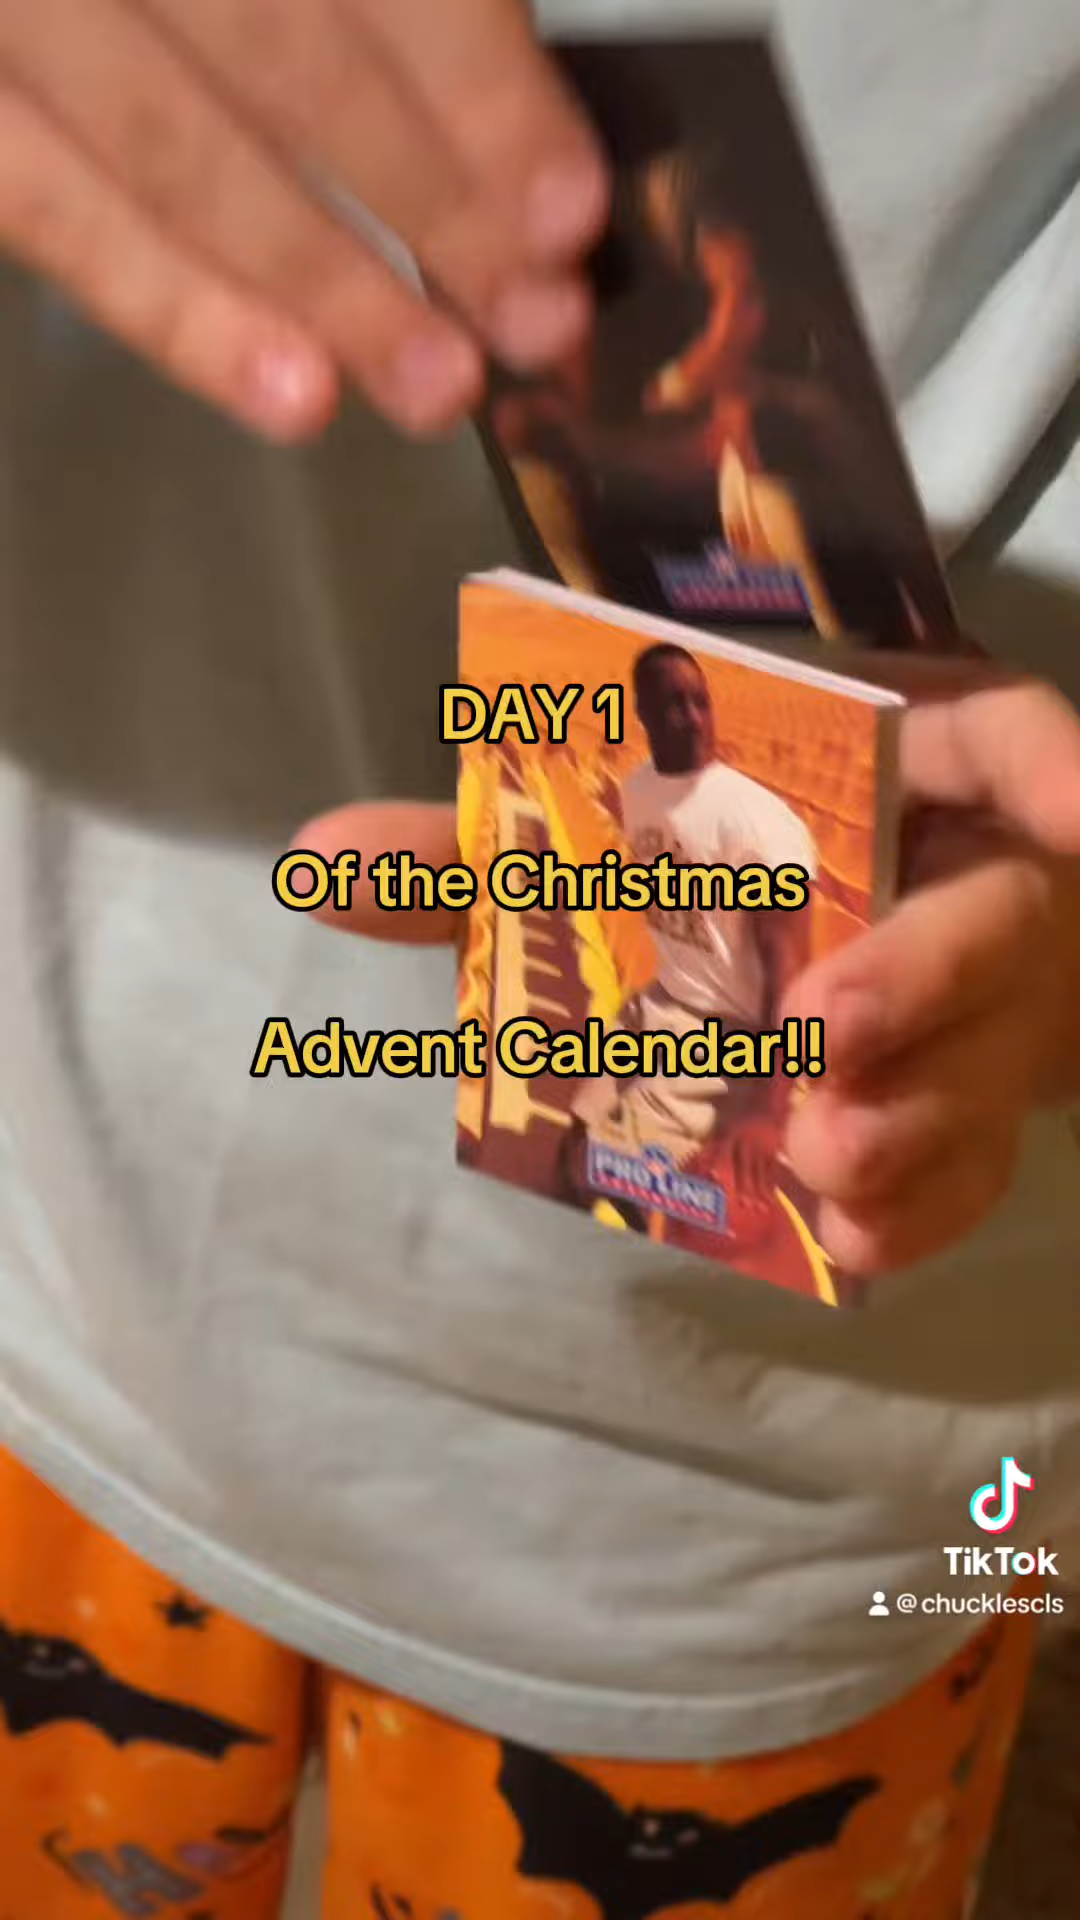 DAY 1
Of the Christmas
Advent Calendar!!
PRO LINE
TikTok
@chucklescls